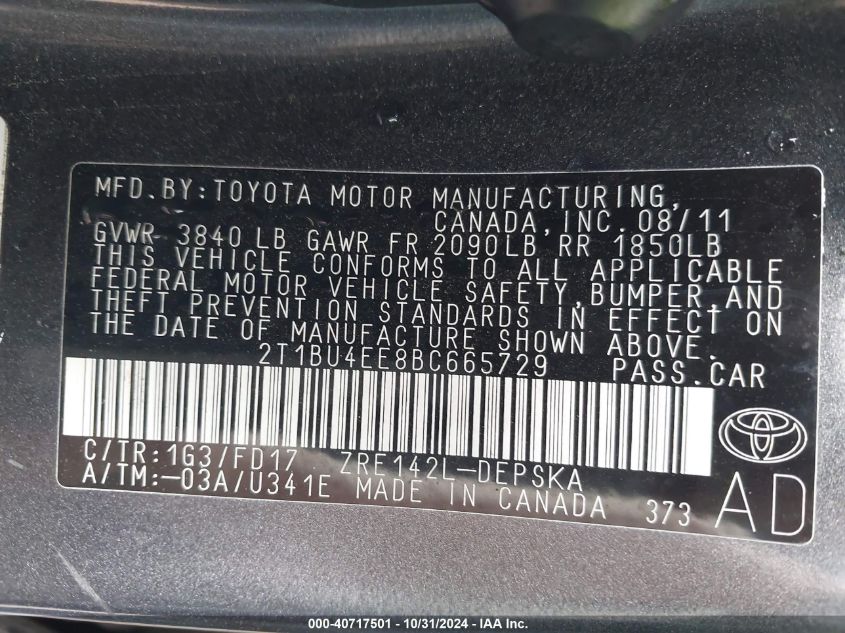 MFD.BY:TOYOTA MOTOR MANUFACTURING,
CANADA,INC. 08/11
GVWR 3840 LB GAWR FR 2090LB RR 1850LB
THIS VEHICLE CONFORMS TO ALL APPLICABLE
FEDERAL MOTOR VEHICLE SAFETY,BUMPER,AND
THEFT PREVENTION STANDARDS IN EFFECT ON
THE DATE OF MANUFACTURE SHOWN ABOVE.
2T1BU4EE8BC665729 PASS.CAR
C/TR:1G3/FD17 ZRE142L-DEPSKA
A/TM:-03A/U341E MADE IN CANADA 373
AD
000-40717501 - 10/31/2024 - IAA Inc.